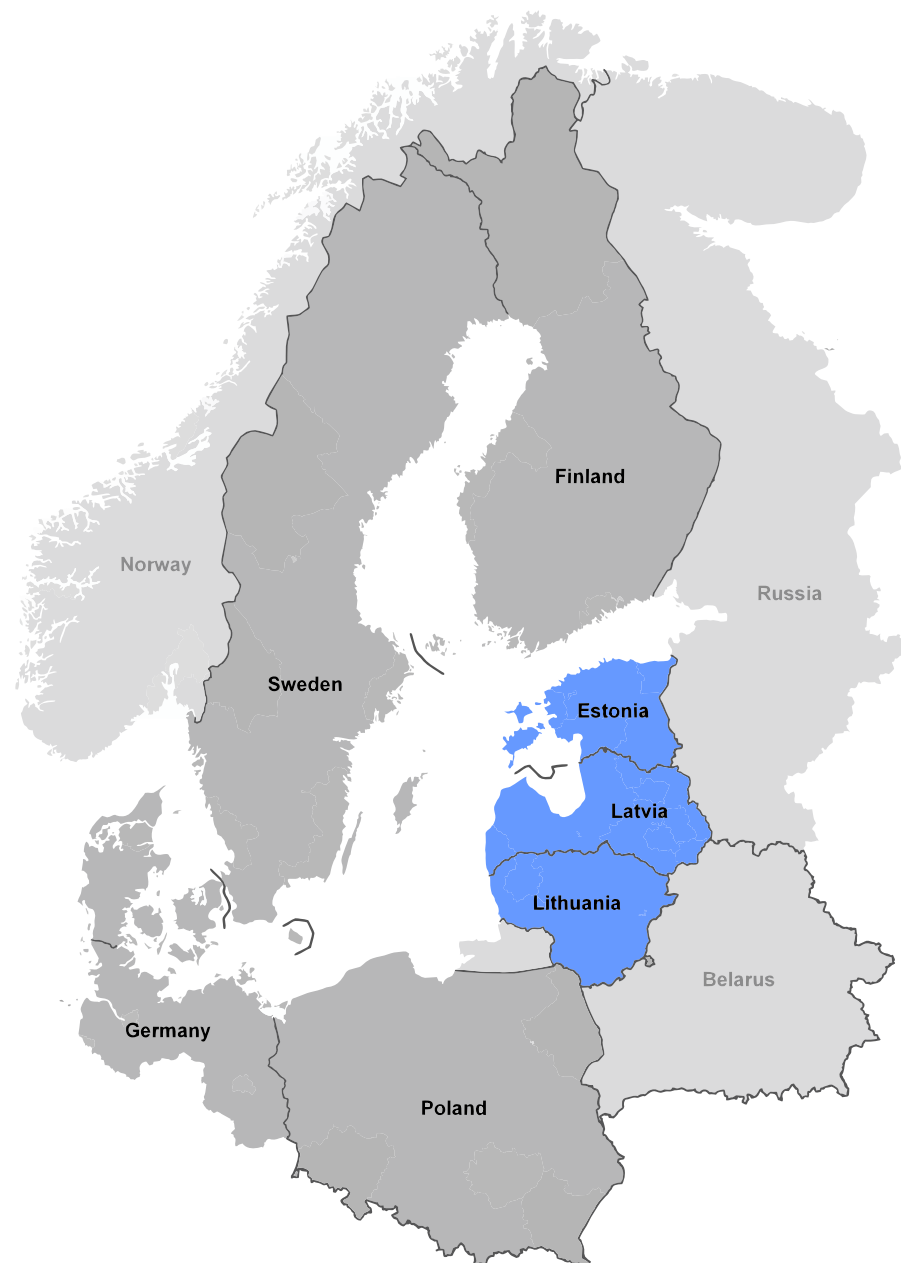 Finland
Norway
Russia
Sweden
Estonia
Latvia
Lithuania
Belarus
Germany
Poland